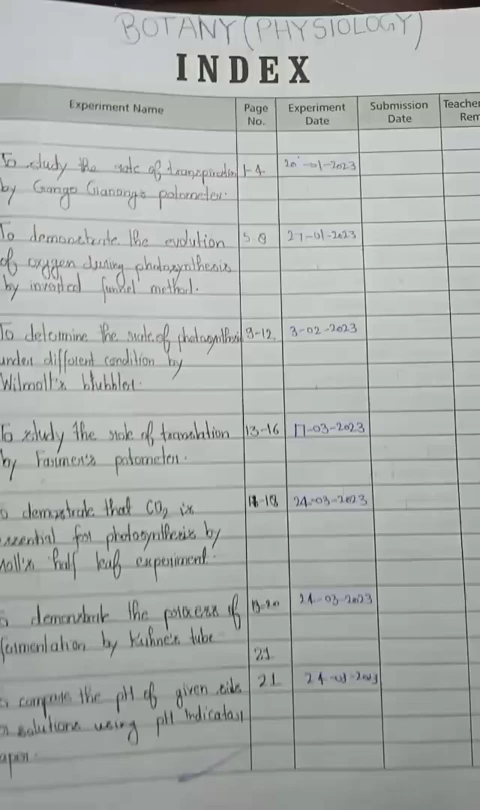 BOTANY (PHYSIOLOGY)
INDEX
Experiment Name Page No. Experiment Date Submission Date Teacher Rem
To study the rate of transpiration 1-4 20-01-2023
by Ganongs potometer.
To demonstrate the evolution 5-8 27-01-2023
of oxygen during photosynthesis
by inverted funnel method.
To determine the rate of photosynthesis 9-12 3-02-2023
under different condition by
Wilmott's bubbler.
To study the rate of translation 13-16 17-03-2023
by Farmer's potometer.
o demonstrate that CO2 is 17-18 24-03-2023
essential for photosynthesis by
Moll's half leaf experiment.
o demonstrate the process of 19-20 24-03-2023
fermentation by Kuhne's tube
21
o compare the pH of given 21 24-03-2023
solutions using pH indicator
paper.